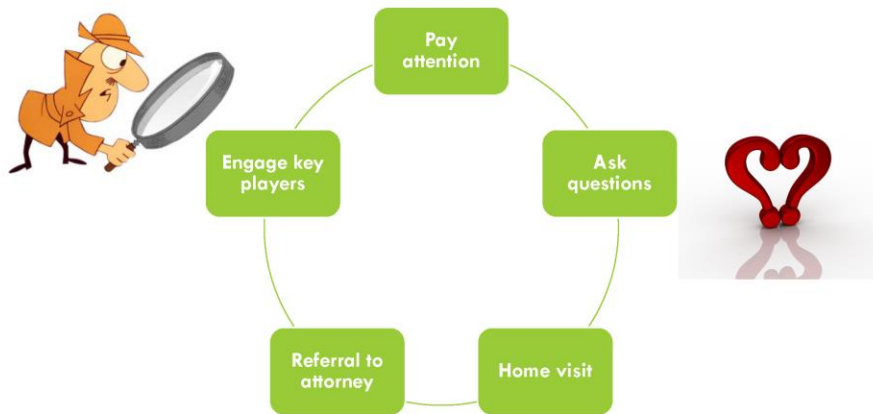 Pay
attention
Ask
questions
Home visit
Referral to
attorney
Engage key
players